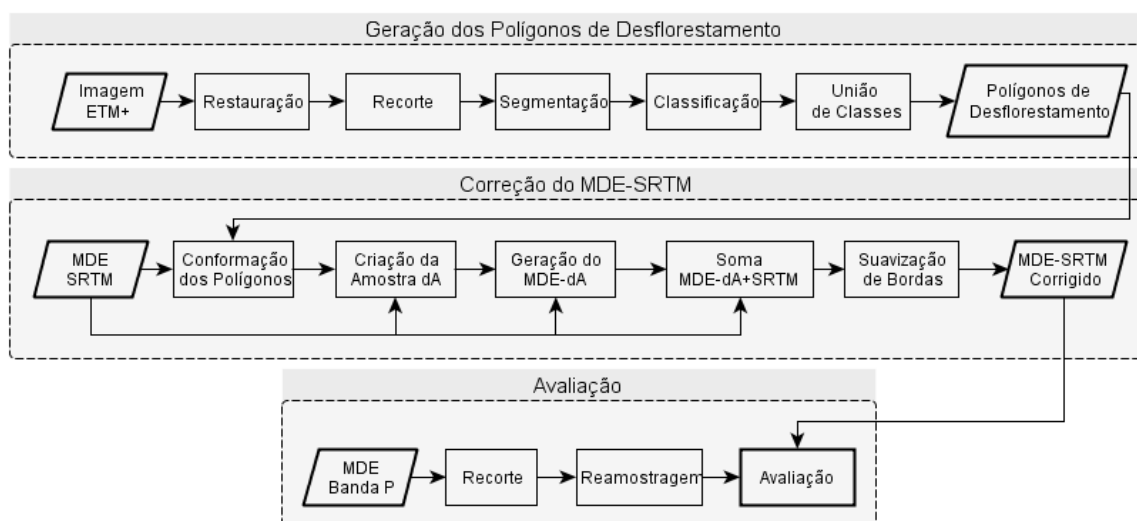 Geração dos Polígonos de Desflorestamento
Imagem
ETM+
Restauração
Recorte
Segmentação
Classificação
União
de Classes
Polígonos de
Desflorestamento
Correção do MDE-SRTM
MDE
SRTM
Conformação
dos Polígonos
Criação da
Amostra dA
Geração do
MDE-dA
Soma
MDE-dA+SRTM
Suavização
de Bordas
MDE-SRTM
Corrigido
Avaliação
MDE
Banda P
Recorte
Reamostragem
Avaliação